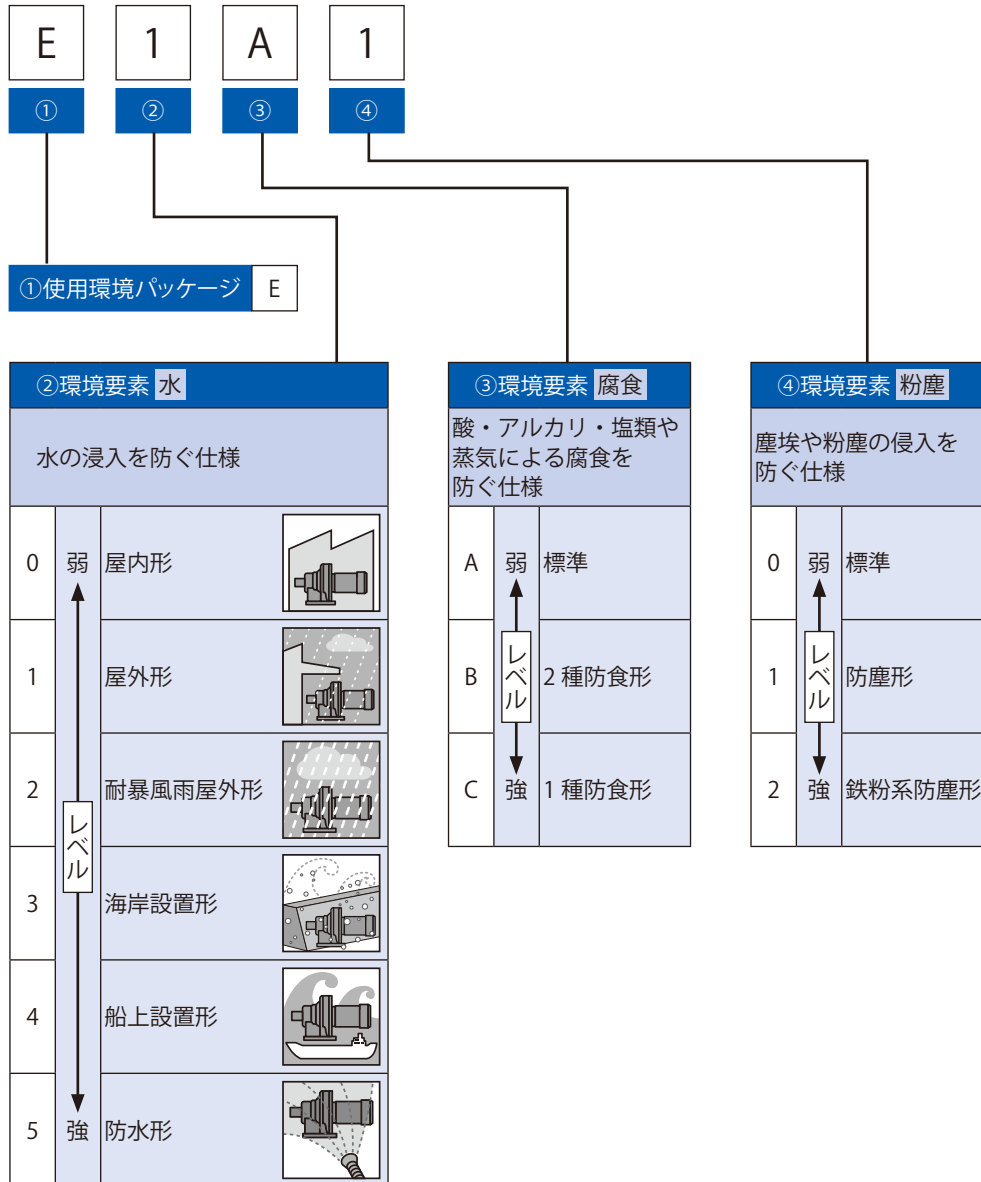 E 1 A 1
① ② ③ ④
①使用環境パッケージ E
②環境要素 水
水の浸入を防ぐ仕様
0 弱 屋内形
1 屋外形
2 耐暴風雨屋外形
レベル
3 海岸設置形
4 船上設置形
5 強 防水形
③環境要素 腐食
酸・アルカリ・塩類や
蒸気による腐食を
防ぐ仕様
A 弱 標準
B レベル 2種防食形
C 強 1種防食形
④環境要素 粉塵
塵埃や粉塵の侵入を
防ぐ仕様
0 弱 標準
1 レベル 防塵形
2 強 鉄粉系防塵形